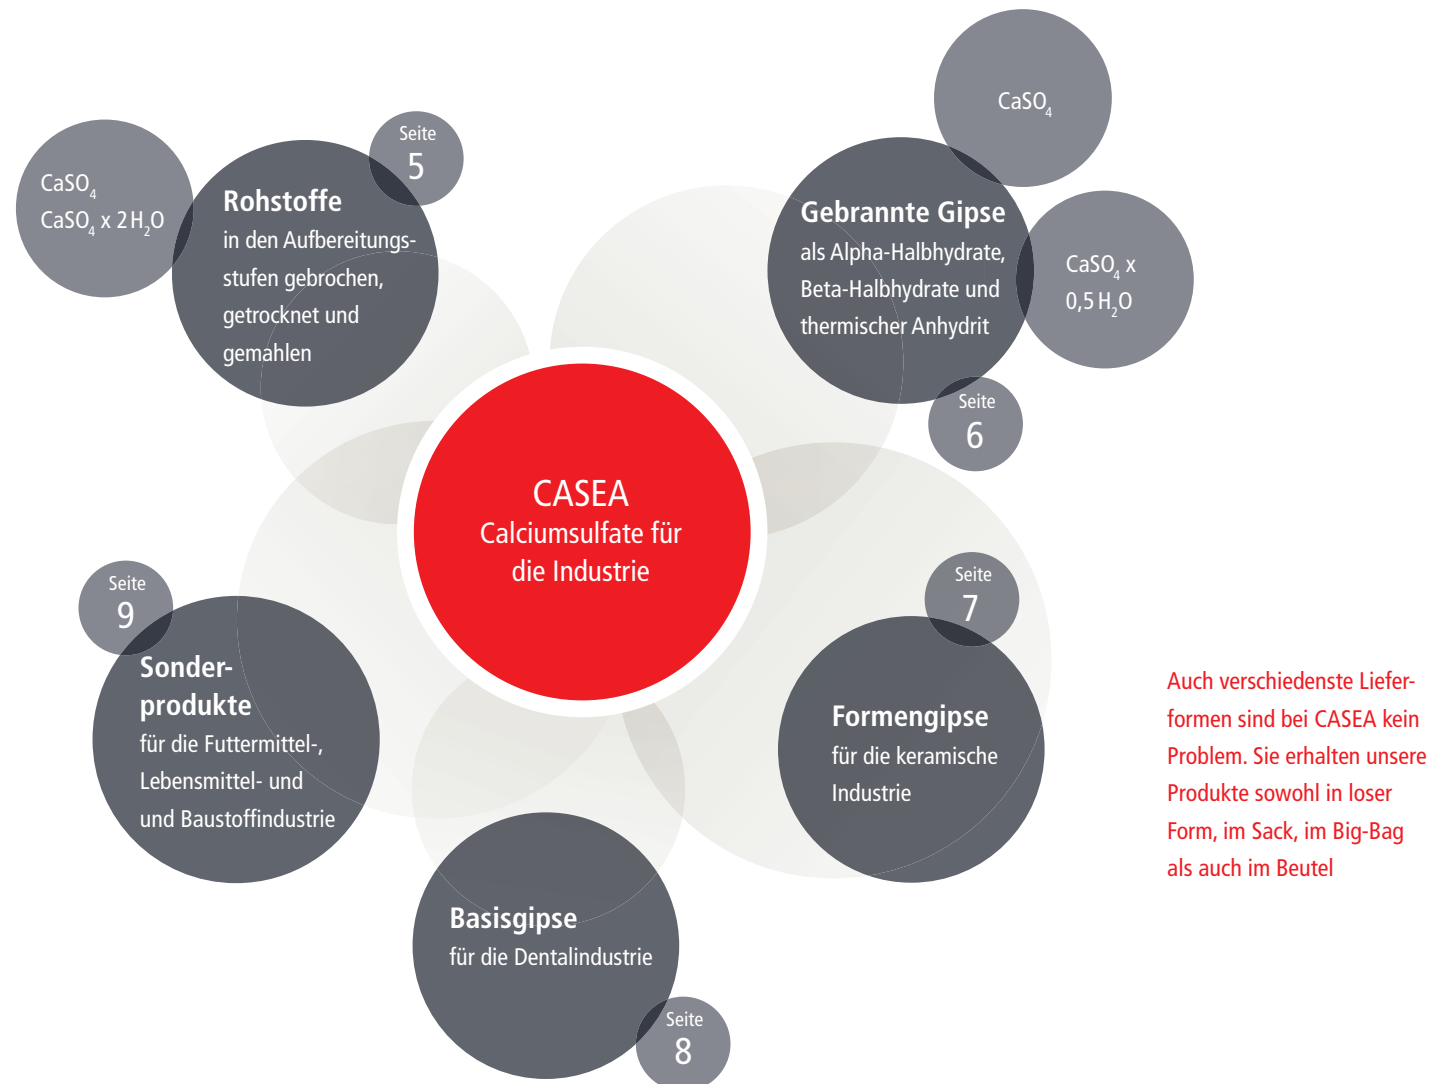 CaSO₄
CaSO₄ x 2 H₂O
Seite
5
Rohstoffe
in den Aufbereitungs-
stufen gebrochen,
getrocknet und
gemahlen
CaSO₄
Gebrannte Gipse
als Alpha-Halbhydrate,
Beta-Halbhydrate und
thermischer Anhydrit
CaSO₄ x
0,5 H₂O
Seite
6
CASEA
Calciumsulfate für
die Industrie
Seite
9
Sonder-
produkte
für die Futtermittel-,
Lebensmittel- und
und Baustoffindustrie
Seite
7
Formengipse
für die keramische
Industrie
Basisgipse
für die Dentalindustrie
Seite
8
Auch verschiedenste Liefer-
formen sind bei CASEA kein
Problem. Sie erhalten unsere
Produkte sowohl in loser
Form, im Sack, im Big-Bag
als auch im Beutel